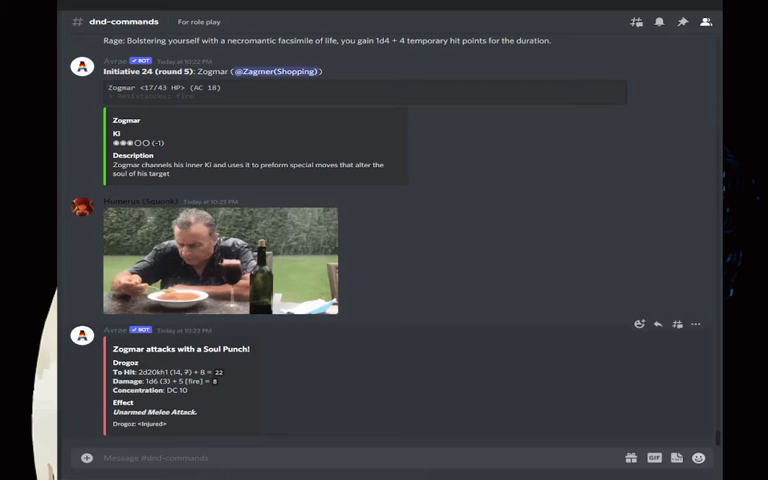 dnd-commands
For role play
Rage: Bolstering yourself with a necromantic facsimile of life, you gain 1d4 + 4 temporary hit points for the duration.
Avrae BOT Today at 10:22 PM
Initiative 24 (round 5): Zogmar (@Zagmer(Shopping))
Zogmar <17/43 HP> (AC 18)
> Resistances: fire
Zogmar
Ki
◉◉◉〇〇 (-1)
Description
Zogmar channels his inner Ki and uses it to preform special moves that alter the
soul of his target
Humerus (Squonk) Today at 10:23 PM
Avrae BOT Today at 10:23 PM
Zogmar attacks with a Soul Punch!
Drogoz
To Hit: 2d20kh1 (14, 7) + 8 = 22
Damage: 1d6 (3) + 5 [fire] = 8
Concentration: DC 10
Effect
Unarmed Melee Attack.
Drogoz: <Injured>
Message #dnd-commands
GIF